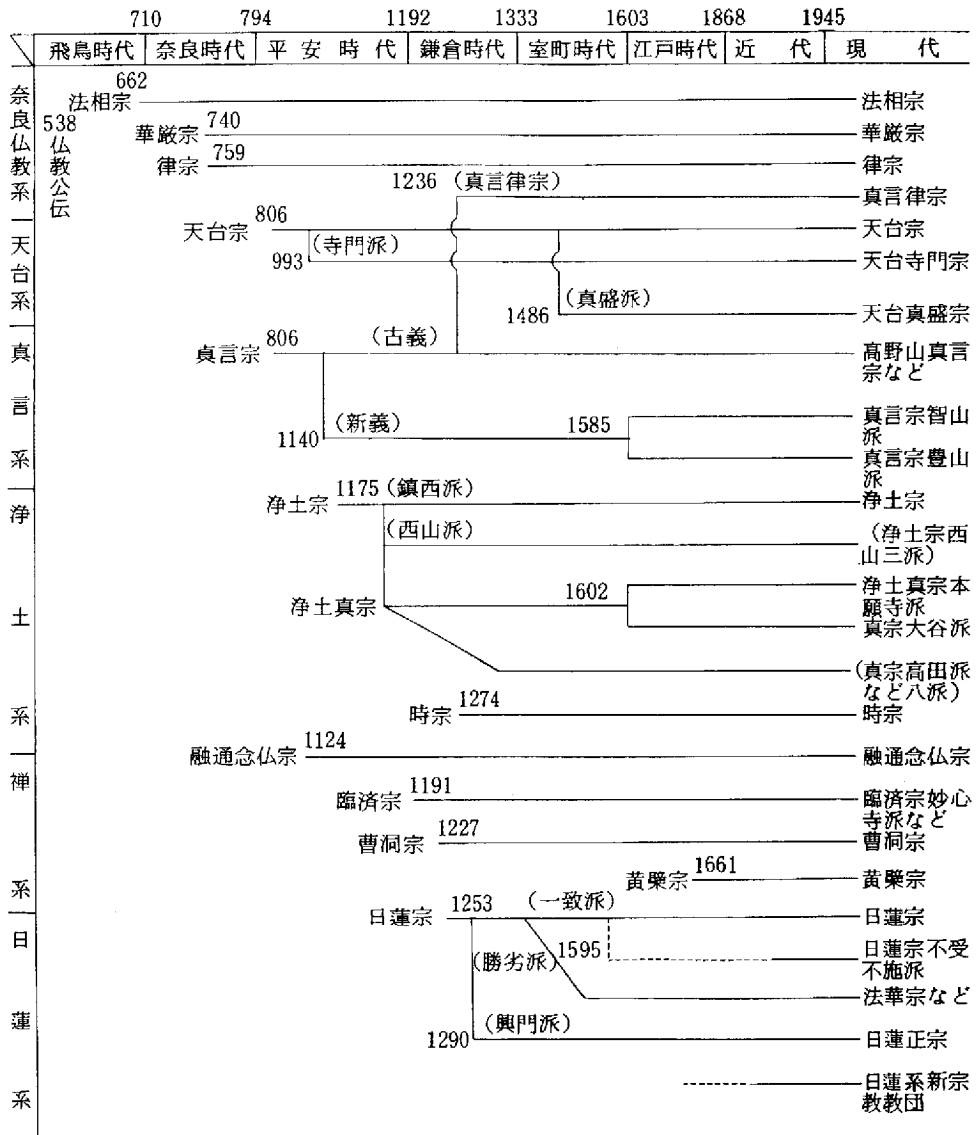 710 794 1192 1333 1603 1868 1945
飛鳥時代 奈良時代 平安時代 鎌倉時代 室町時代 江戸時代 近代 現代
奈良仏教系
662
法相宗 法相宗
538
仏教公伝
華厳宗 740 華厳宗
律宗 759 律宗
1236 (真言律宗)
真言律宗
天台系
806
天台宗 天台宗
(寺門派)
993 天台寺門宗
(真盛派)
1486 天台真盛宗
真言系
806 (古義)
真言宗 高野山真言
宗など
(新義)
1140 1585
真言宗智山
派
真言宗豊山
派
浄土系
1175 (鎮西派)
浄土宗 浄土宗
(西山派)
(浄土宗西
山三派)
浄土真宗 1602
浄土真宗本
願寺派
真宗大谷派
(真宗高田派
など八派)
1274
時宗 時宗
1124
融通念仏宗 融通念仏宗
禅系
1191
臨済宗 臨済宗妙心
寺派など
1227
曹洞宗 曹洞宗
1661
黄檗宗 黄檗宗
日蓮系
1253 (一致派)
日蓮宗 日蓮宗
(勝劣派) 1595
日蓮宗不受
不施派
法華宗など
(興門派)
1290 日蓮正宗
日蓮系新宗
教教団